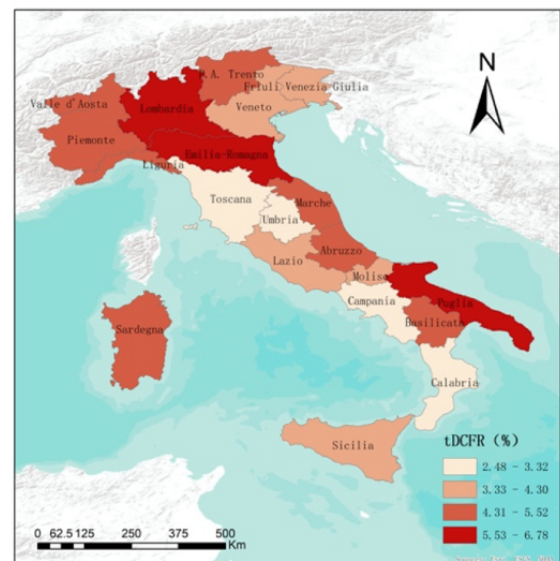 N
P.A. Trento
Friuli Venezia Giulia
Valle d'Aosta
Lombardia
Veneto
Piemonte
Emilia-Romagna
Liguria
Toscana
Marche
Umbria
Abruzzo
Lazio
Molise
Campania
Puglia
Basilicata
Sardegna
Calabria
Sicilia
tDCFR (%)
2.48 - 3.32
3.33 - 4.30
4.31 - 5.52
5.53 - 6.78
0 62.5 125 250 375 500
Km